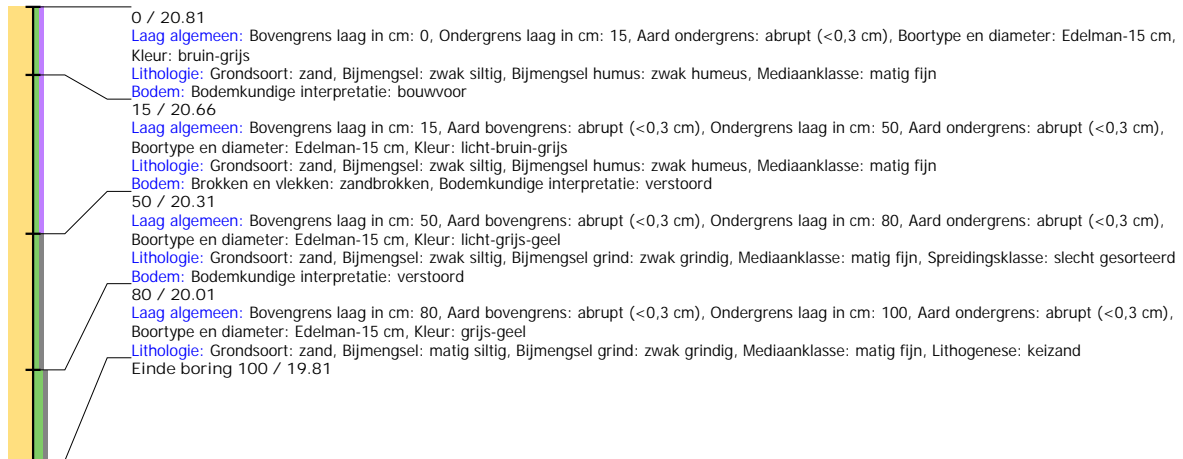 0 / 20.81
Laag algemeen: Bovengrens laag in cm: 0, Ondergrens laag in cm: 15, Aard ondergrens: abrupt (<0,3 cm), Boortype en diameter: Edelman-15 cm,
Kleur: bruin-grijs
Lithologie: Grondsoort: zand, Bijmengsel: zwak siltig, Bijmengsel humus: zwak humeus, Mediaanklasse: matig fijn
Bodem: Bodemkundige interpretatie: bouwvoor
15 / 20.66
Laag algemeen: Bovengrens laag in cm: 15, Aard bovengrens: abrupt (<0,3 cm), Ondergrens laag in cm: 50, Aard ondergrens: abrupt (<0,3 cm),
Boortype en diameter: Edelman-15 cm, Kleur: licht-bruin-grijs
Lithologie: Grondsoort: zand, Bijmengsel: zwak siltig, Bijmengsel humus: zwak humeus, Mediaanklasse: matig fijn
Bodem: Brokken en vlekken: zandbrokken, Bodemkundige interpretatie: verstoord
50 / 20.31
Laag algemeen: Bovengrens laag in cm: 50, Aard bovengrens: abrupt (<0,3 cm), Ondergrens laag in cm: 80, Aard ondergrens: abrupt (<0,3 cm),
Boortype en diameter: Edelman-15 cm, Kleur: licht-grijs-geel
Lithologie: Grondsoort: zand, Bijmengsel: zwak siltig, Bijmengsel grind: zwak grindig, Mediaanklasse: matig fijn, Spreidingsklasse: slecht gesorteerd
Bodem: Bodemkundige interpretatie: verstoord
80 / 20.01
Laag algemeen: Bovengrens laag in cm: 80, Aard bovengrens: abrupt (<0,3 cm), Ondergrens laag in cm: 100, Aard ondergrens: abrupt (<0,3 cm),
Boortype en diameter: Edelman-15 cm, Kleur: grijs-geel
Lithologie: Grondsoort: zand, Bijmengsel: matig siltig, Bijmengsel grind: zwak grindig, Mediaanklasse: matig fijn, Lithogenese: keizand
Einde boring 100 / 19.81